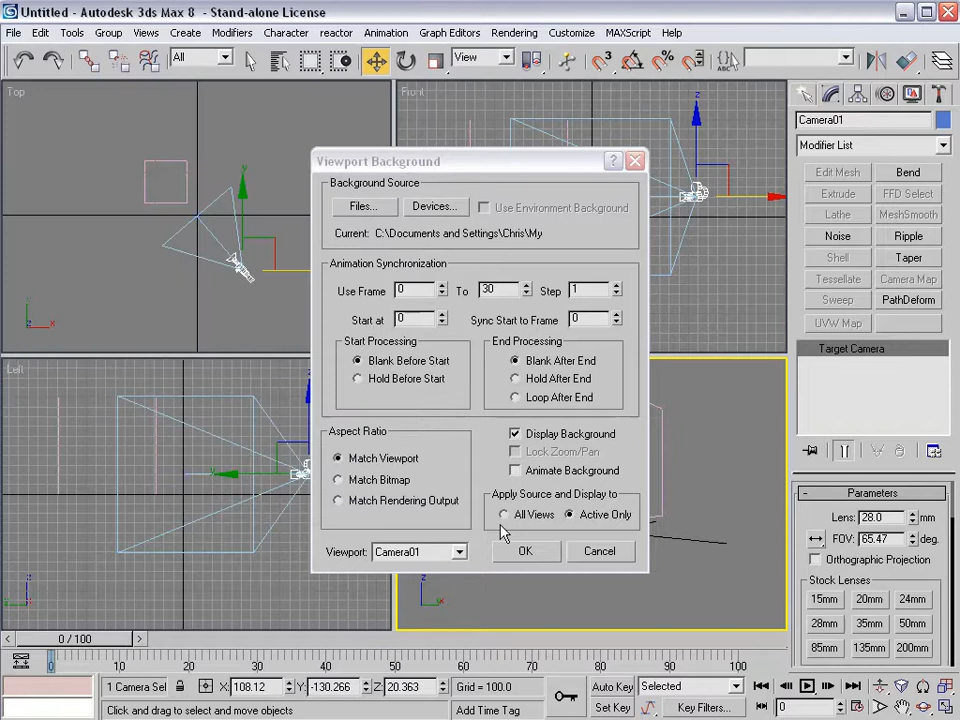 Untitled - Autodesk 3ds Max 8 - Stand-alone License
File Edit Tools Group Views Create Modifiers Character reactor Animation Graph Editors Rendering Customize MAXScript Help
All
View
Top
Front
Left
Viewport Background
Background Source
Files...
Devices...
Use Environment Background
Current: C:\Documents and Settings\Chris\My
Animation Synchronization
Use Frame 0 To 30 Step 1
Start at 0 Sync Start to Frame 0
Start Processing
Blank Before Start
Hold Before Start
End Processing
Blank After End
Hold After End
Loop After End
Aspect Ratio
Match Viewport
Match Bitmap
Match Rendering Output
Display Background
Lock Zoom/Pan
Animate Background
Apply Source and Display to
All Views
Active Only
Viewport: Camera01
OK
Cancel
Camera01
Modifier List
Edit Mesh Bend
Extrude FFD Select
Lathe MeshSmooth
Noise Ripple
Shell Taper
Tessellate Camera Map
Sweep PathDeform
UVW Map
Target Camera
- Parameters
Lens: 28.0 mm
FOV: 65.47 deg.
Orthographic Projection
Stock Lenses
15mm 20mm 24mm
28mm 35mm 50mm
85mm 135mm 200mm
0 / 100
0 10 20 30 40 50 60 70 80 90 100
1 Camera Sel
X: 108.12 Y: -130.266 Z: 20.363
Grid = 100.0
Auto Key Selected
Click and drag to select and move objects
Add Time Tag
Set Key
Key Filters...
0